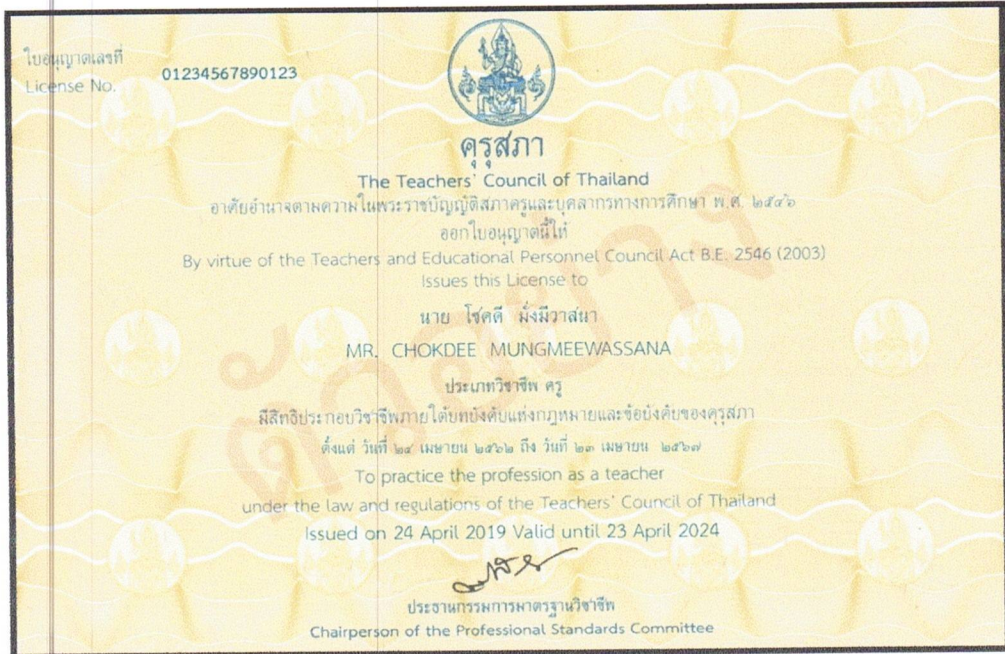 ใบอนุญาตเลขที่
License No.
01234567890123
คุรุสภา
The Teachers' Council of Thailand
อาศัยอำนาจตามความในพระราชบัญญัติสภาครูและบุคลากรทางการศึกษา พ.ศ. ๒๕๔๖
ออกใบอนุญาตนี้ให้
By virtue of the Teachers and Educational Personnel Council Act B.E. 2546 (2003)
Issues this License to
นาย โชคดี มั่งมีวาสนา
MR. CHOKDEE MUNGMEEWASSANA
ประเภทวิชาชีพ ครู
มีสิทธิประกอบวิชาชีพภายใต้บทบังคับแห่งกฎหมายและข้อบังคับของคุรุสภา
ตั้งแต่ วันที่ ๒๔ เมษายน ๒๕๖๒ ถึง วันที่ ๒๓ เมษายน ๒๕๖๗
To practice the profession as a teacher
under the law and regulations of the Teachers' Council of Thailand
Issued on 24 April 2019 Valid until 23 April 2024
ประธานกรรมการมาตรฐานวิชาชีพ
Chairperson of the Professional Standards Committee
ตัวอย่าง